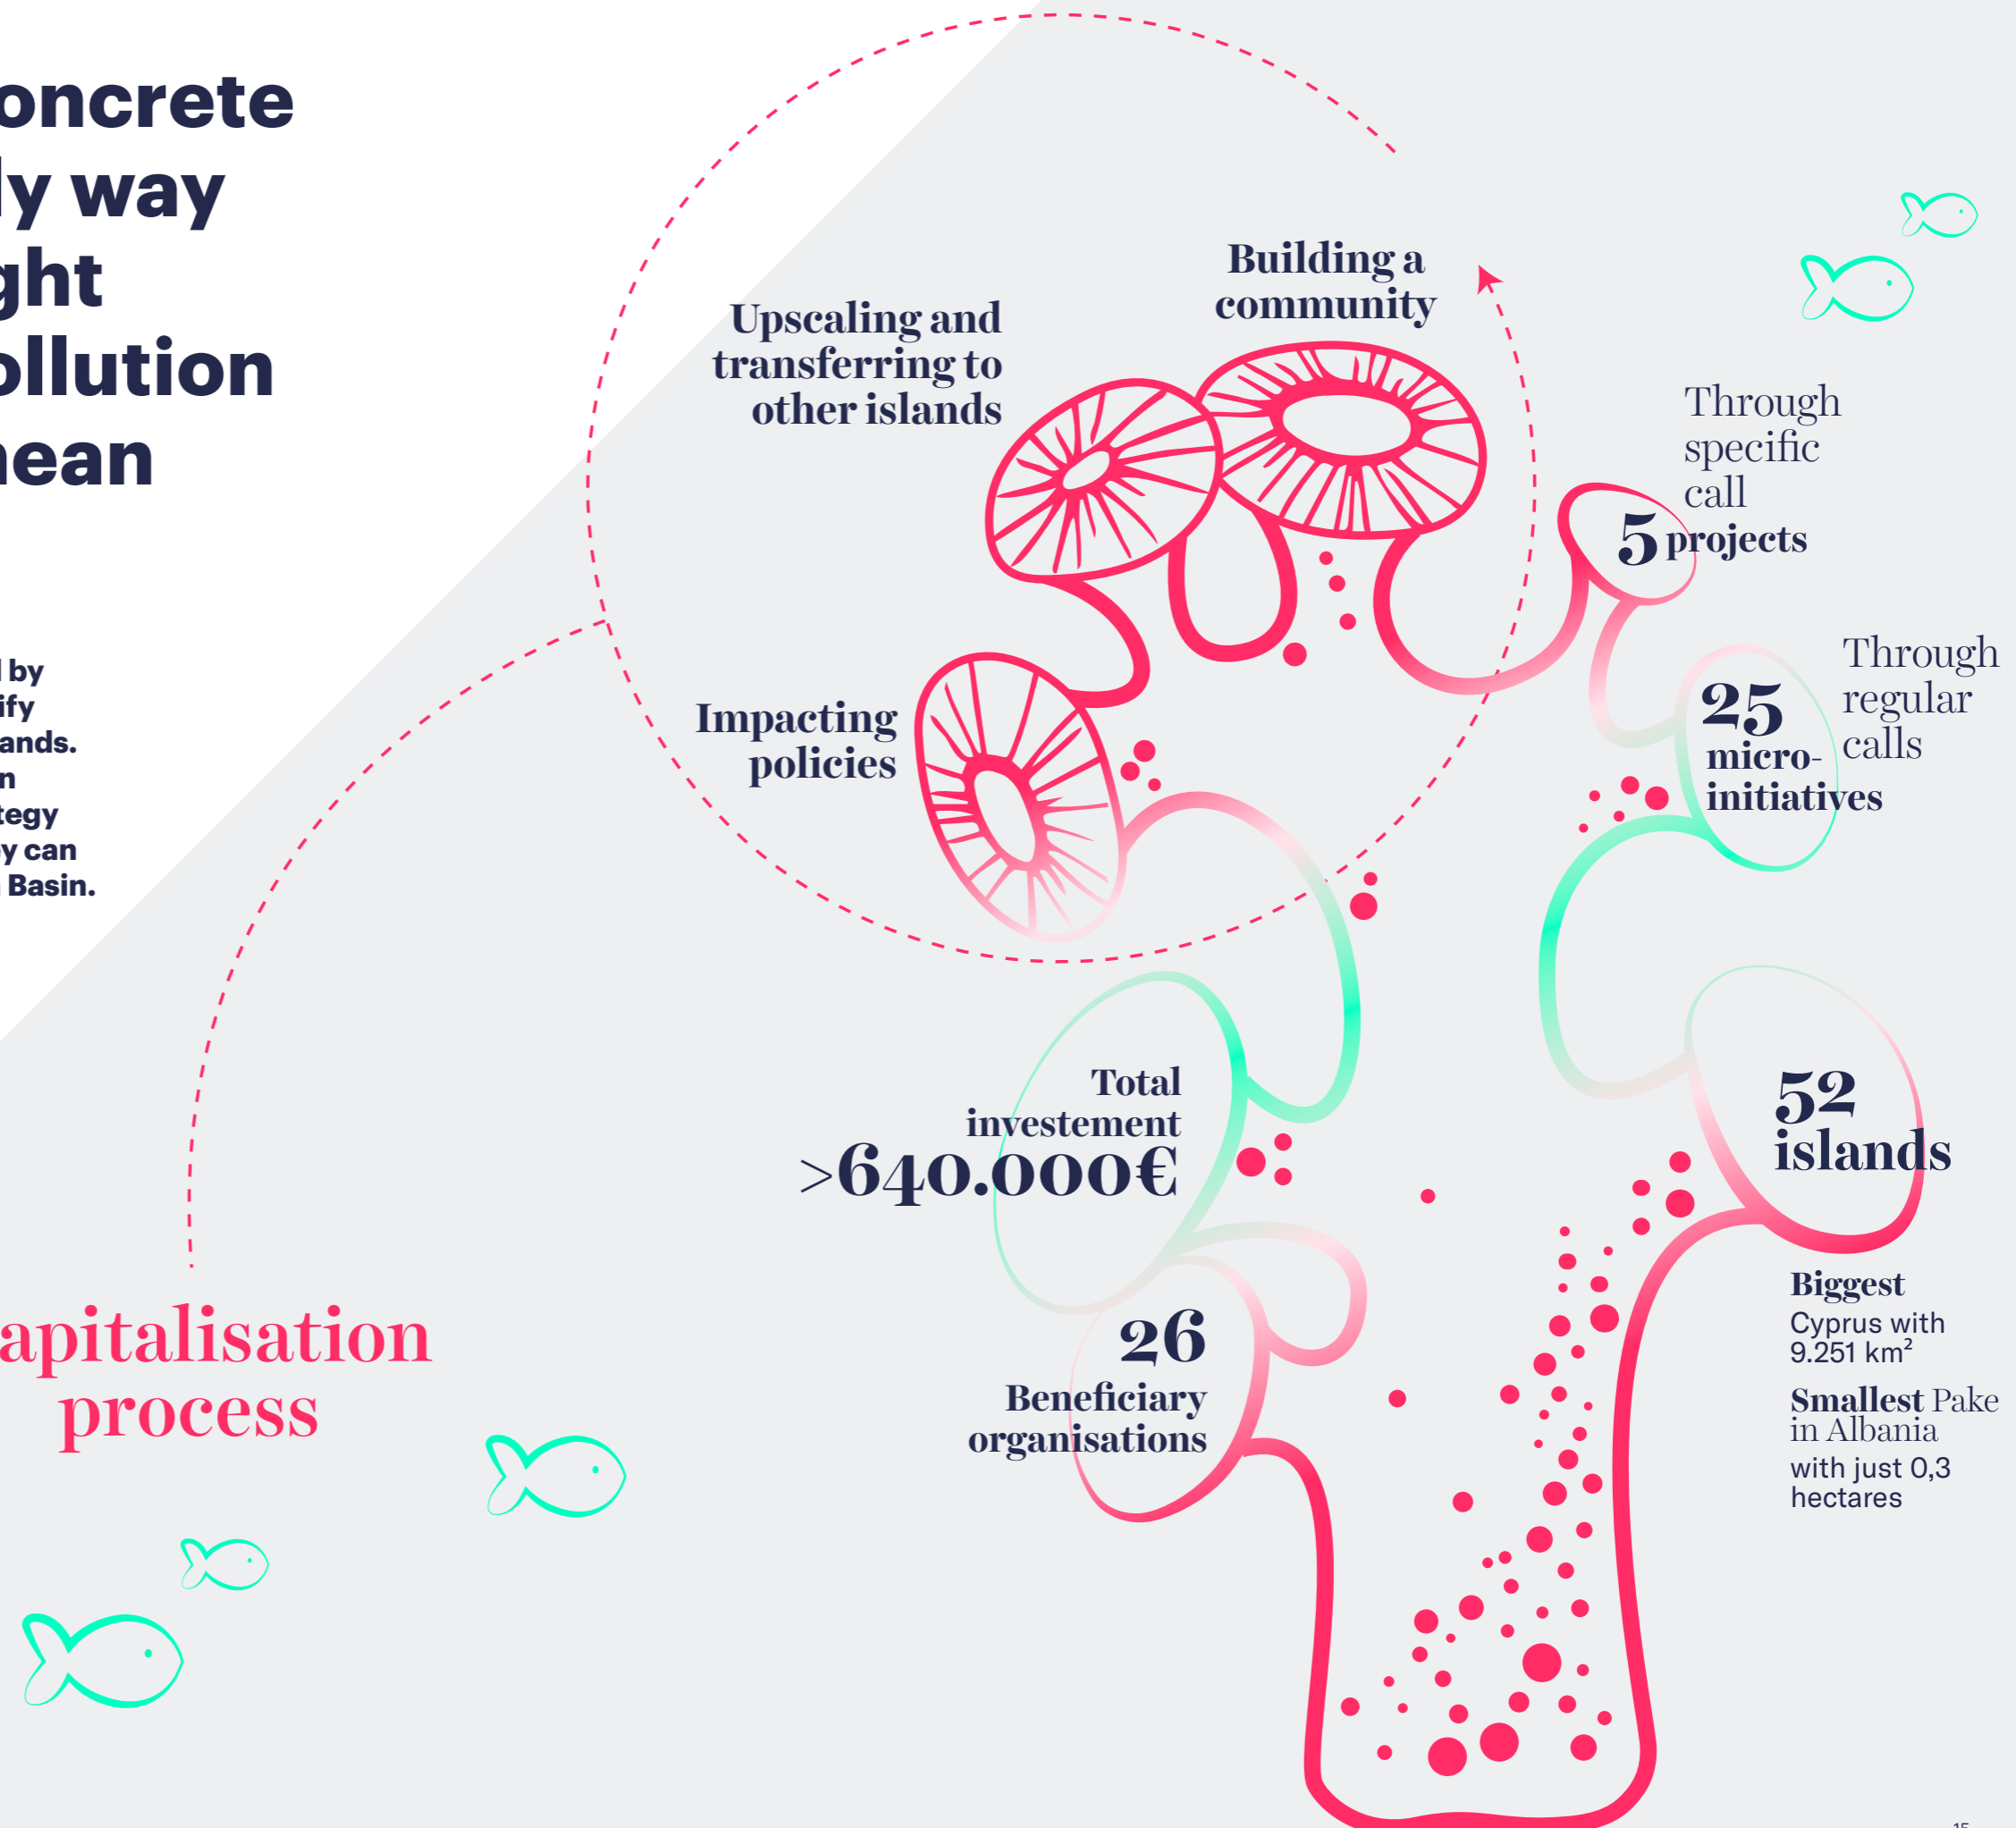 oncrete
ly way
ght
ollution
nean
l by
ify
ands.
n
tegy
y can
Basin.
apitalisation
process
Upscaling and
transferring to
other islands
Building a
community
Impacting
policies
Through
specific
call
5 projects
Through
regular
calls
25
micro-
initiatives
Total
investement
>640.000€
52
islands
26
Beneficiary
organisations
Biggest
Cyprus with
9.251 km²
Smallest Pake
in Albania
with just 0,3
hectares